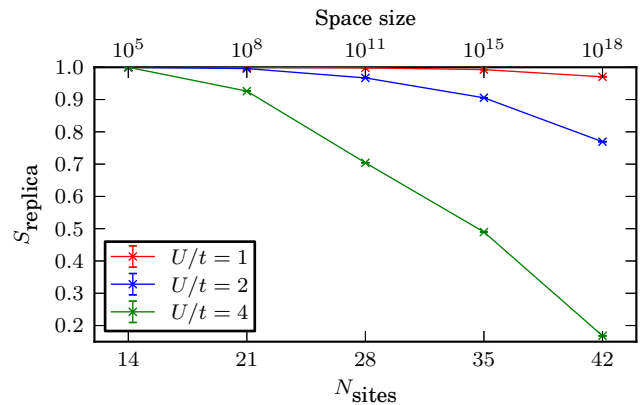 Space size
10^5 10^8 10^11 10^15 10^18
1.0
0.9
0.8
0.7
0.6
0.5
0.4
0.3
0.2
S_replica
U/t = 1
U/t = 2
U/t = 4
14 21 28 35 42
N_sites